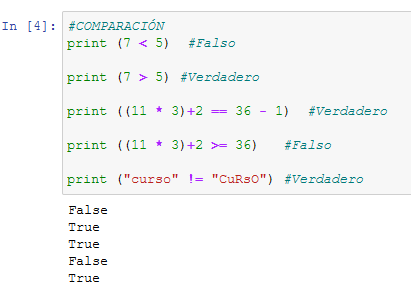 In [4]: #COMPARACIÓN
print (7 < 5)  #Falso
print (7 > 5) #Verdadero
print ((11 * 3)+2 == 36 - 1)  #Verdadero
print ((11 * 3)+2 >= 36)   #Falso
print ("curso" != "CuRsO") #Verdadero
False
True
True
False
True